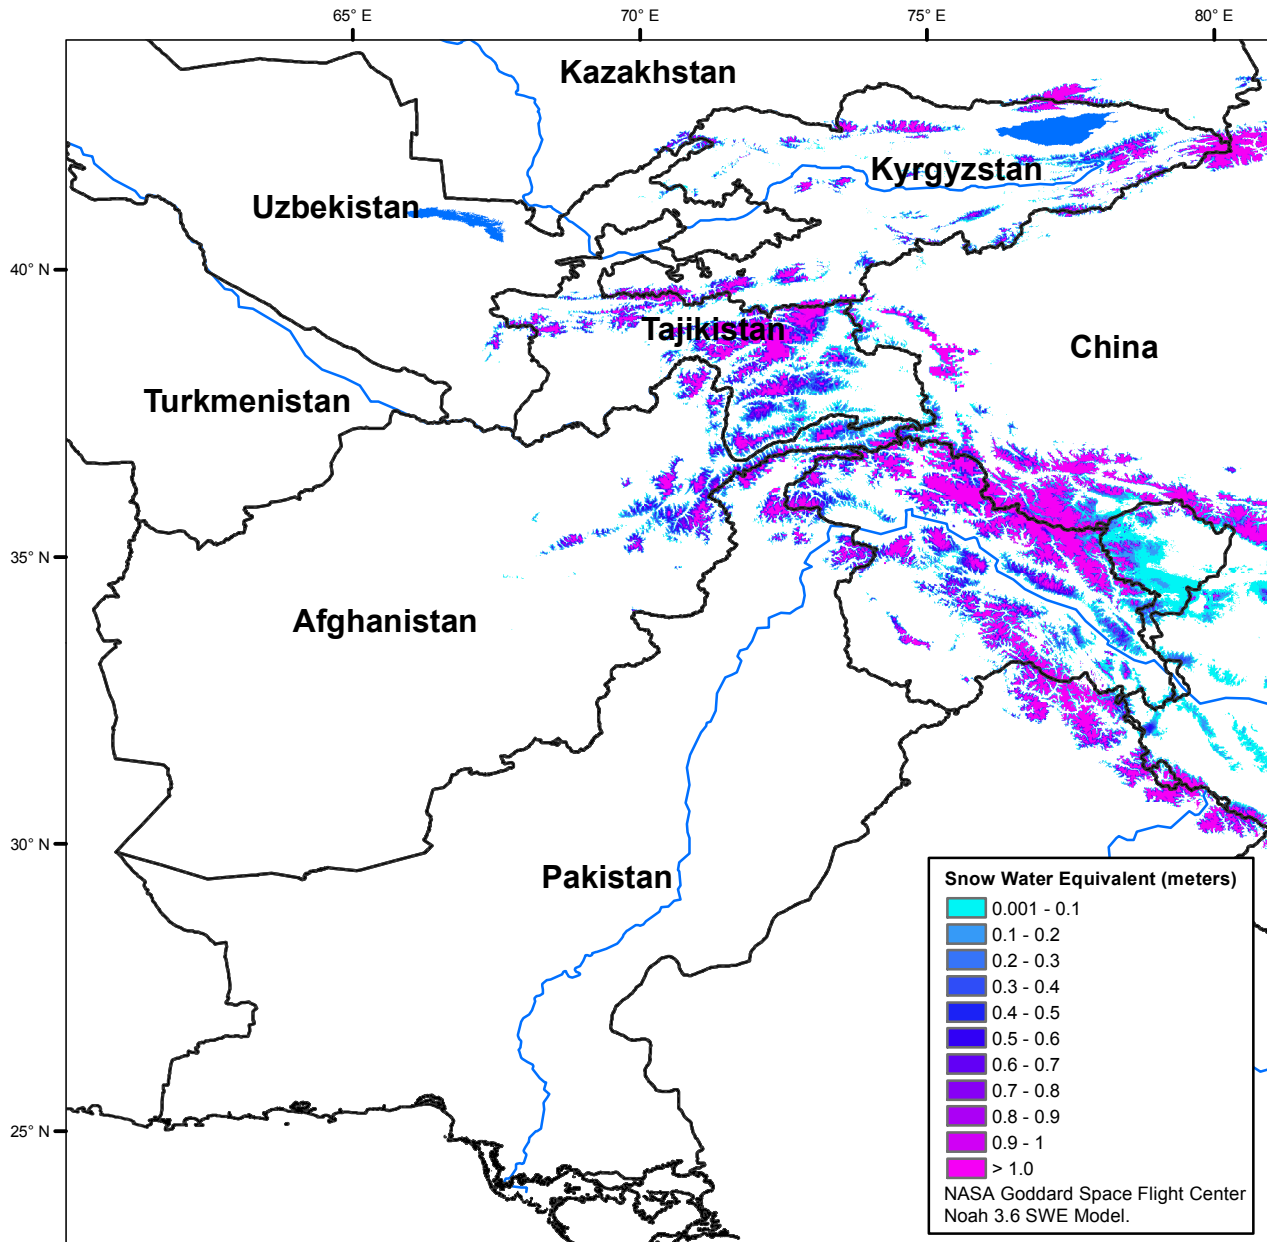 65° E
70° E
75° E
80° E
Kazakhstan
Kyrgyzstan
Uzbekistan
40° N
Tajikistan
China
Turkmenistan
35° N
Afghanistan
30° N
Pakistan
25° N
Snow Water Equivalent (meters)
0.001 - 0.1
0.1 - 0.2
0.2 - 0.3
0.3 - 0.4
0.4 - 0.5
0.5 - 0.6
0.6 - 0.7
0.7 - 0.8
0.8 - 0.9
0.9 - 1
> 1.0
NASA Goddard Space Flight Center
Noah 3.6 SWE Model.